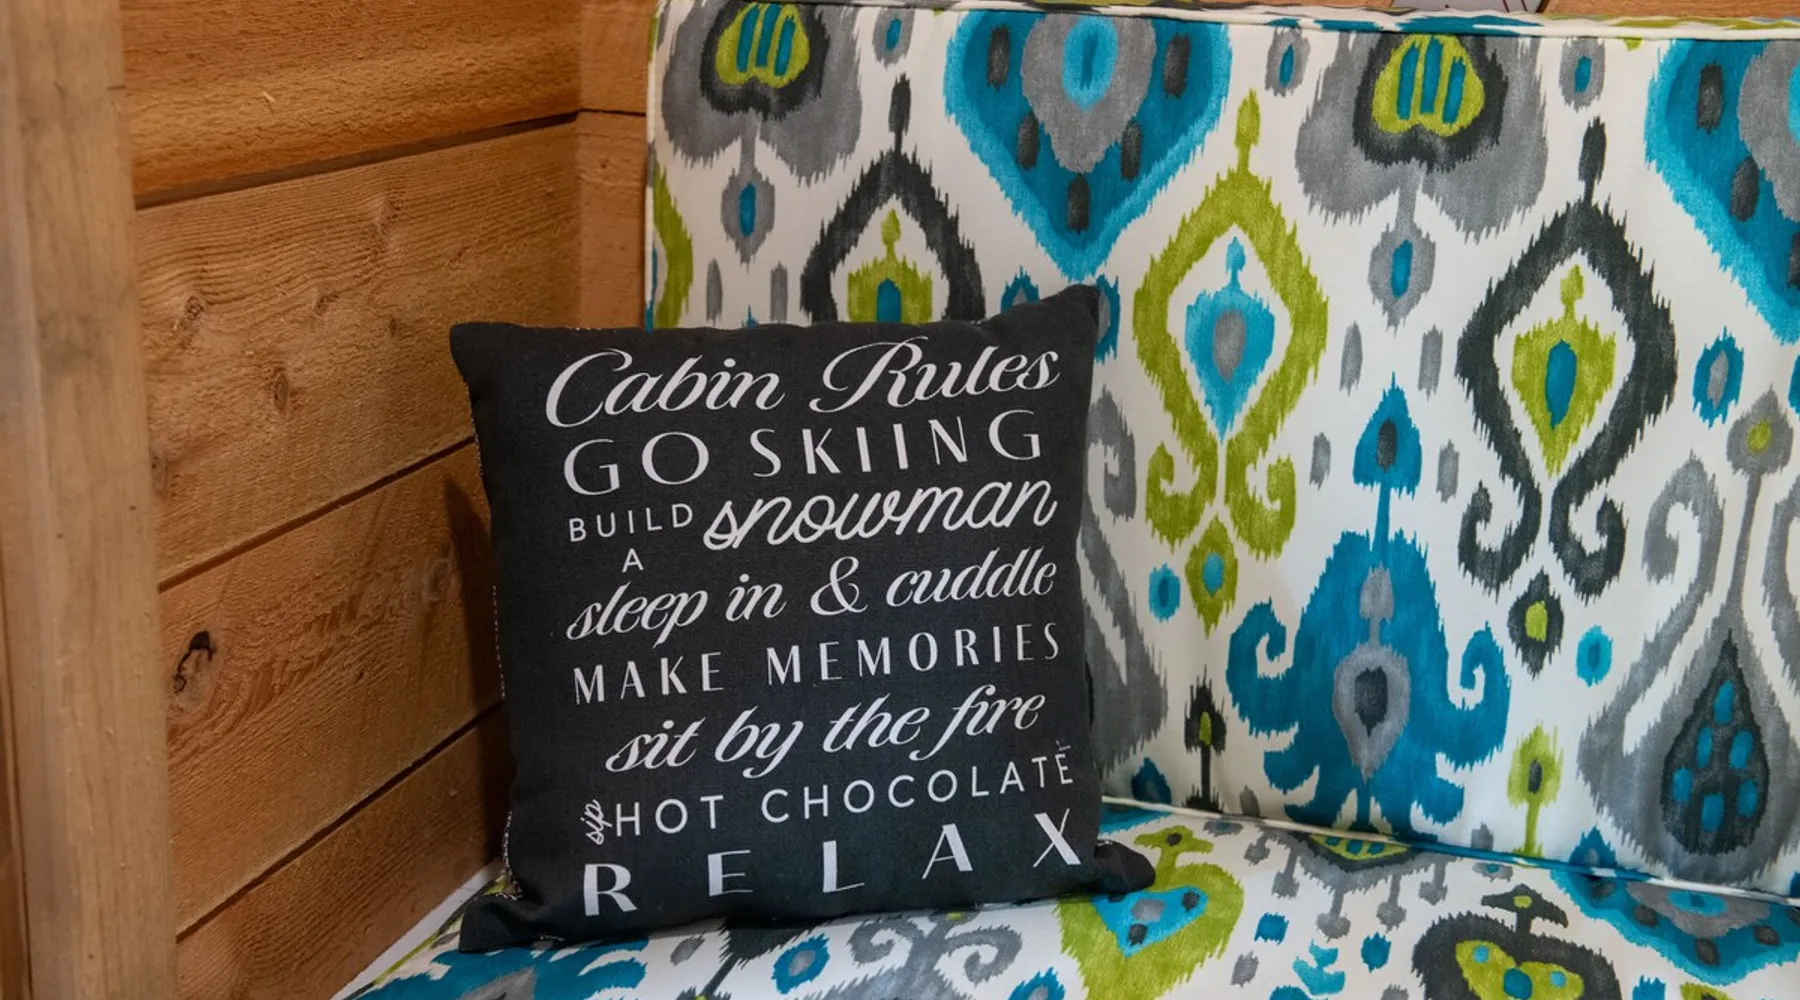 Cabin Rules
GO SKIING
BUILD A snowman
sleep in & cuddle
MAKE MEMORIES
sit by the fire
sip HOT CHOCOLATE
RELAX